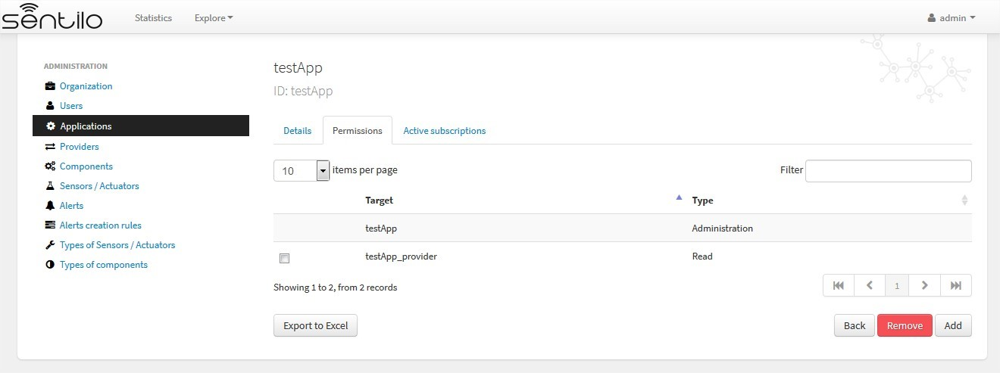 sentilo Statistics Explore admin
ADMINISTRATION
Organization
Users
Applications
Providers
Components
Sensors / Actuators
Alerts
Alerts creation rules
Types of Sensors / Actuators
Types of components
testApp
ID: testApp
Details Permissions Active subscriptions
10 items per page Filter
Target Type
testApp Administration
testApp_provider Read
Showing 1 to 2, from 2 records 1
Export to Excel Back Remove Add